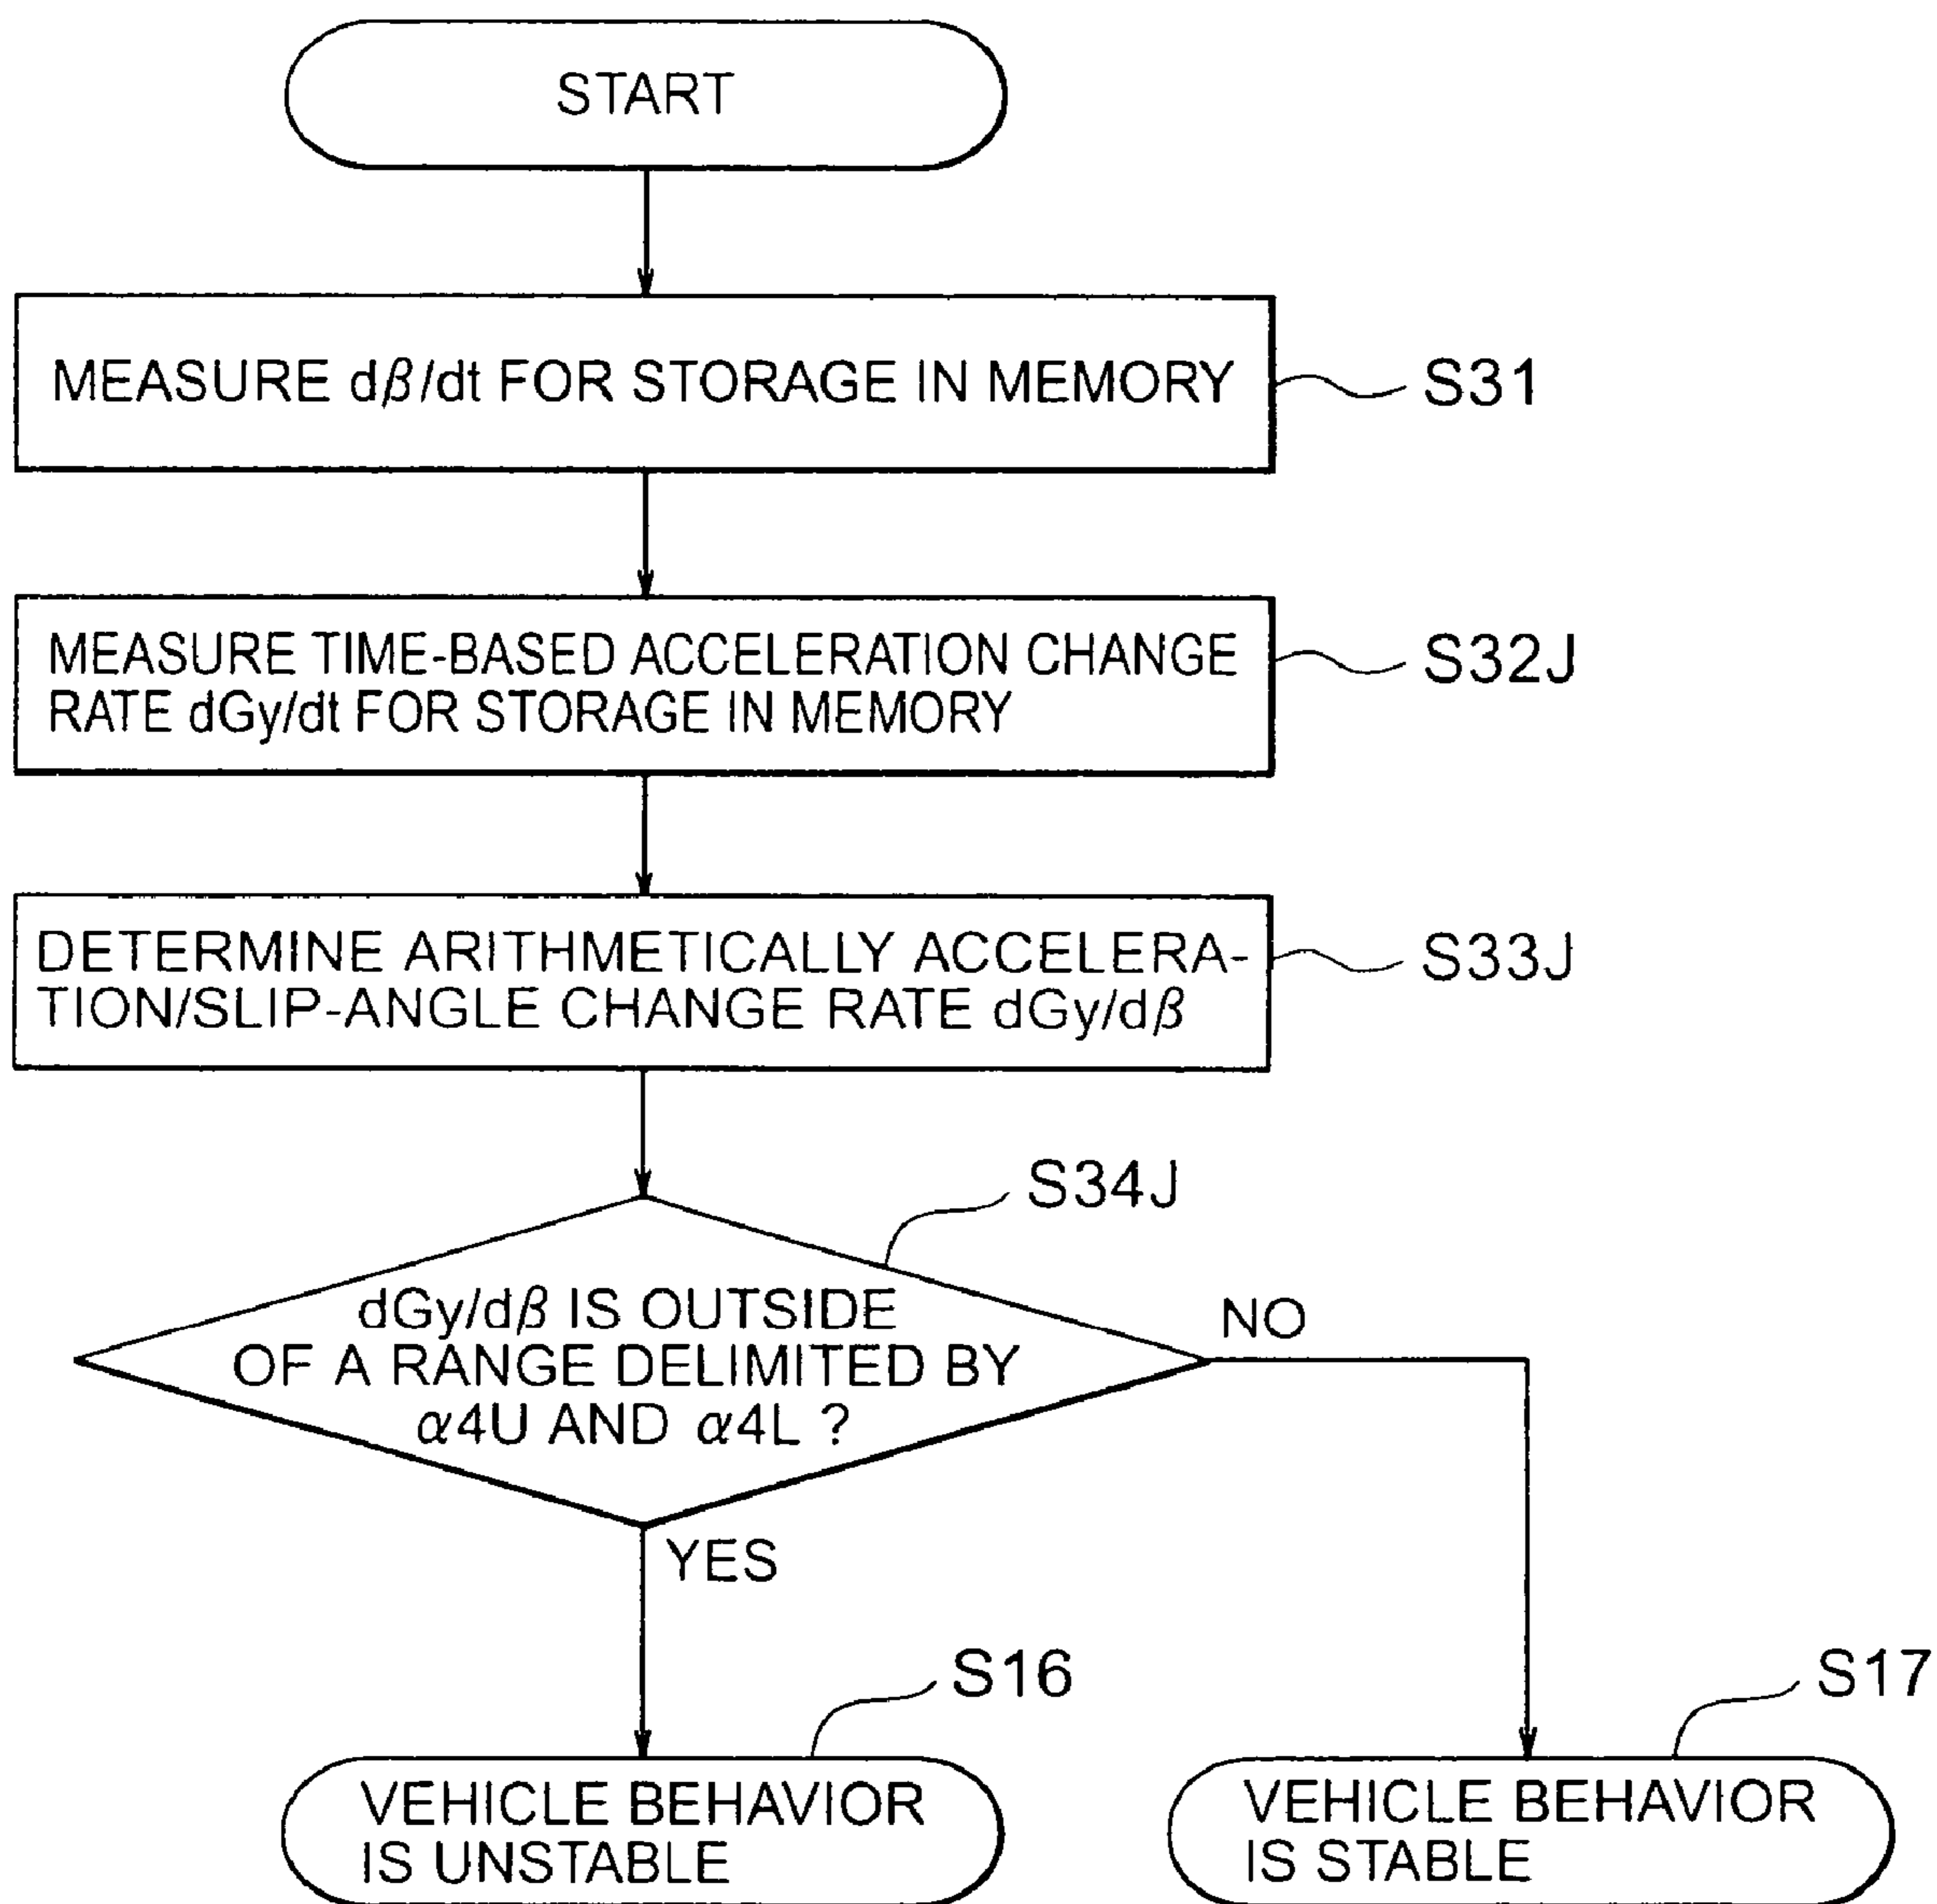 START
MEASURE dβ/dt FOR STORAGE IN MEMORY
S31
MEASURE TIME-BASED ACCELERATION CHANGE
RATE dGy/dt FOR STORAGE IN MEMORY
S32J
DETERMINE ARITHMETICALLY ACCELERA-
TION/SLIP-ANGLE CHANGE RATE dGy/dβ
S33J
S34J
dGy/dβ IS OUTSIDE
OF A RANGE DELIMITED BY
α4U AND α4L ?
NO
YES
S16
S17
VEHICLE BEHAVIOR
IS UNSTABLE
VEHICLE BEHAVIOR
IS STABLE